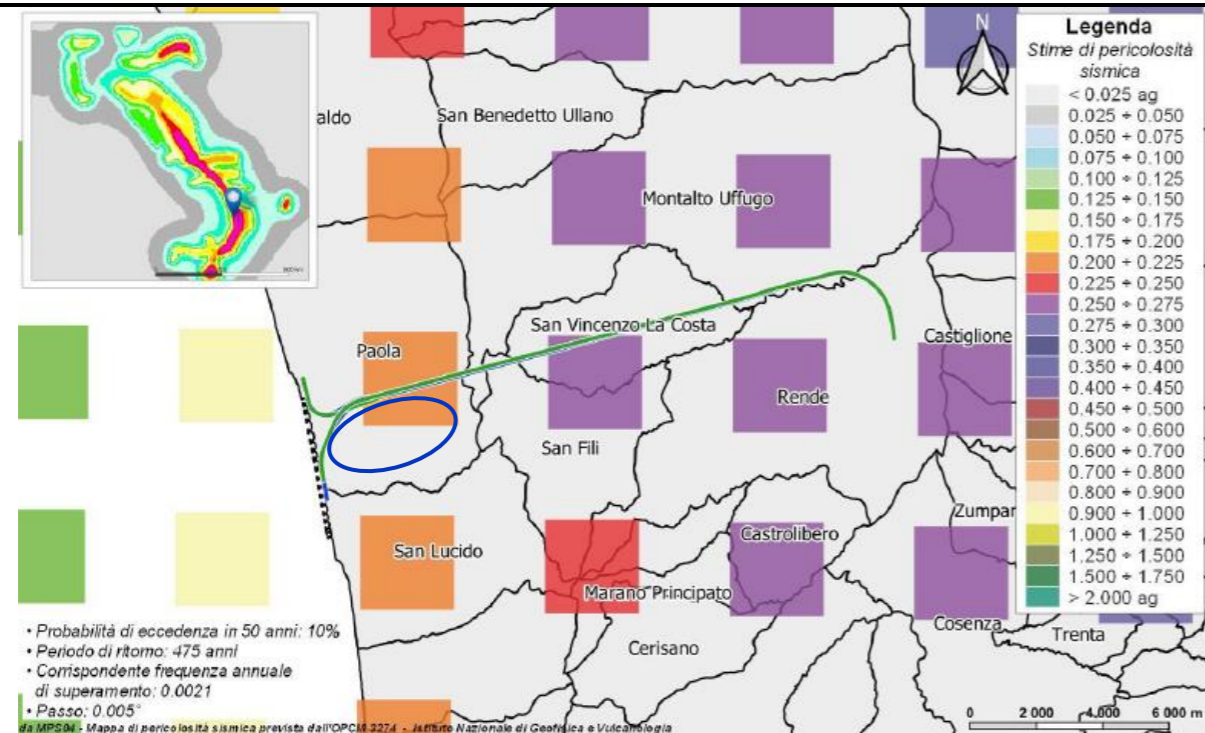 Legenda
Stime di pericolosità
sismica
< 0.025 ag
0.025 ÷ 0.050
0.050 ÷ 0.075
0.075 ÷ 0.100
0.100 ÷ 0.125
0.125 ÷ 0.150
0.150 ÷ 0.175
0.175 ÷ 0.200
0.200 ÷ 0.225
0.225 ÷ 0.250
0.250 ÷ 0.275
0.275 ÷ 0.300
0.300 ÷ 0.350
0.350 ÷ 0.400
0.400 ÷ 0.450
0.450 ÷ 0.500
0.500 ÷ 0.600
0.600 ÷ 0.700
0.700 ÷ 0.800
0.800 ÷ 0.900
0.900 ÷ 1.000
1.000 ÷ 1.250
1.250 ÷ 1.500
1.500 ÷ 1.750
> 2.000 ag
N
aldo
San Benedetto Ullano
Montalto Uffugo
San Vincenzo La Costa
Paola
Castiglione
Rende
San Fili
Zumpar
Castrolibero
San Lucido
Marano Principato
Cosenza
Trenta
Cerisano
• Probabilità di eccedenza in 50 anni: 10%
• Periodo di ritorno: 475 anni
• Corrispondente frequenza annuale
di superamento: 0.0021
• Passo: 0.005°
da MPS04 - Mappa di pericolosità sismica prevista dall'OPCM 3274 - Istituto Nazionale di Geofisica e Vulcanologia
0 2 000 4 000 6 000 m